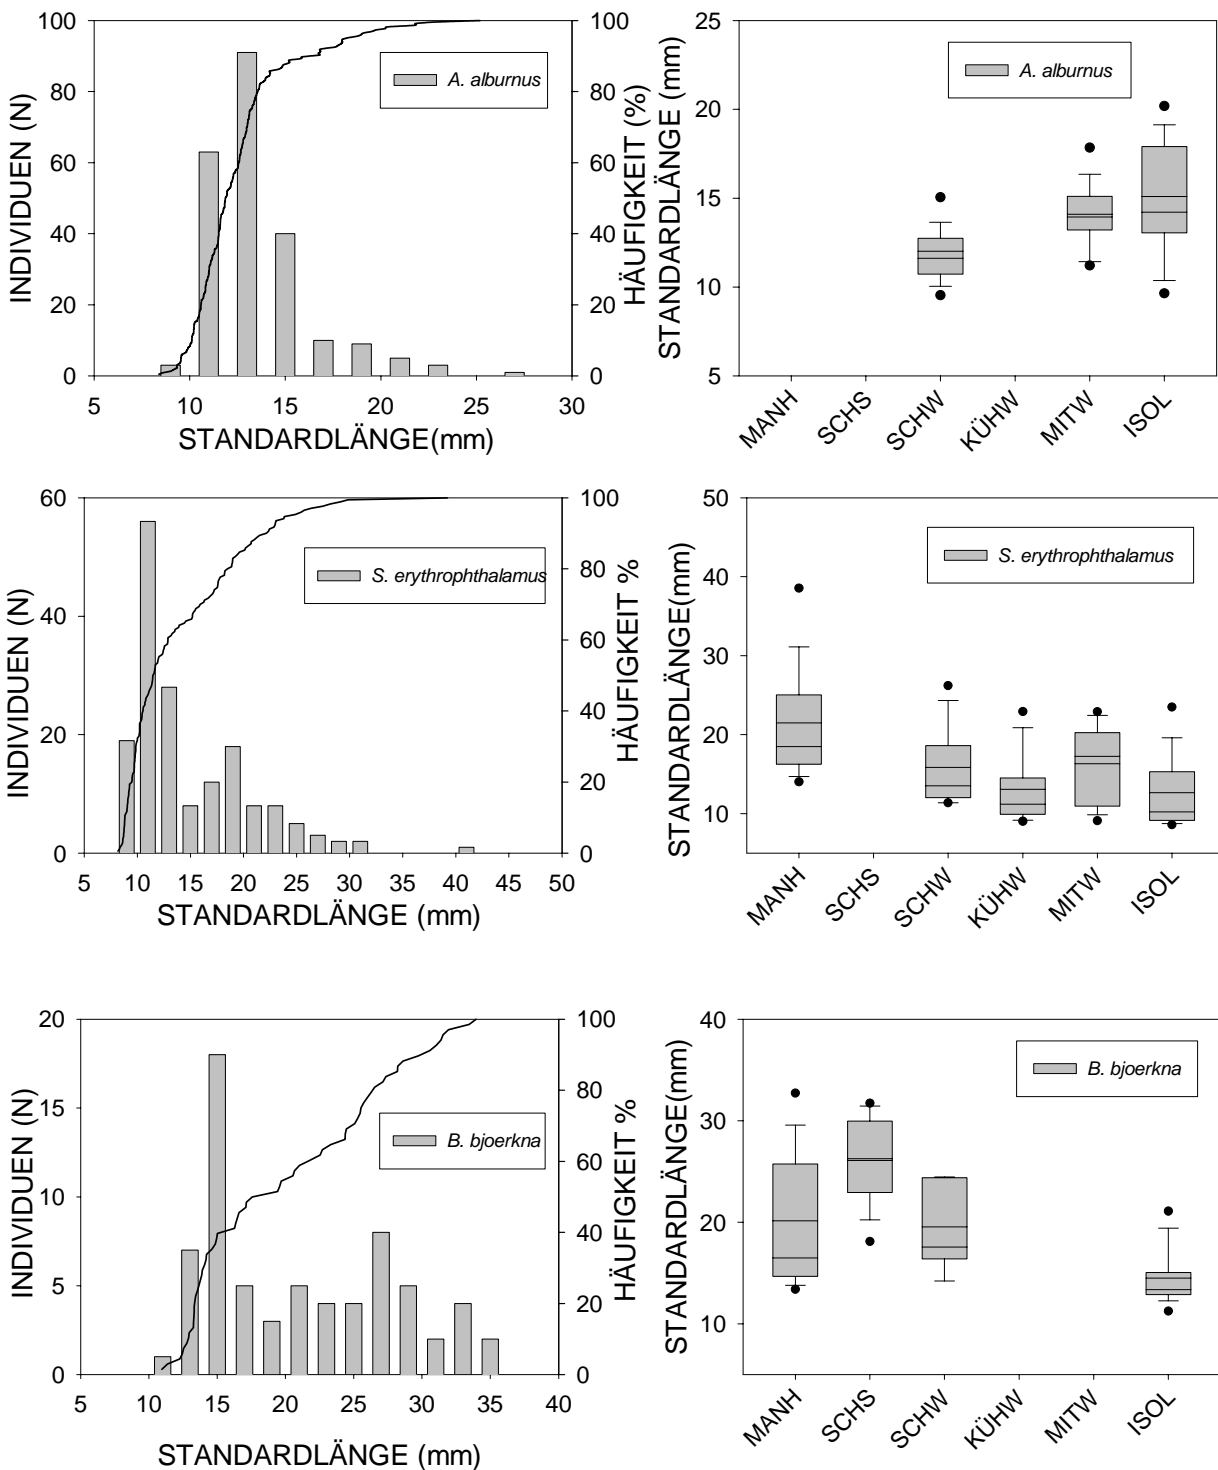 100
80
60
40
20
0
INDIVIDUEN (N)
A. alburnus
100
80
60
40
20
0
HÄUFIGKEIT (%)
5 10 15 20 25 30
STANDARDLÄNGE(mm)
25
20
15
10
5
STANDARDLÄNGE (mm)
A. alburnus
MANH
SCHS
SCHW
KÜHW
MITW
ISOL
60
50
40
30
20
10
0
INDIVIDUEN (N)
S. erythrophthalamus
100
80
60
40
20
0
HÄUFIGKEIT %
5 10 15 20 25 30 35 40 45 50
STANDARDLÄNGE (mm)
50
40
30
20
10
STANDARDLÄNGE(mm)
S. erythrophthalamus
MANH
SCHS
SCHW
KÜHW
MITW
ISOL
20
15
10
5
0
INDIVIDUEN (N)
B. bjoerkna
100
80
60
40
20
0
HÄUFIGKEIT %
5 10 15 20 25 30 35 40
STANDARDLÄNGE (mm)
40
30
20
10
STANDARDLÄNGE(mm)
B. bjoerkna
MANH
SCHS
SCHW
KÜHW
MITW
ISOL